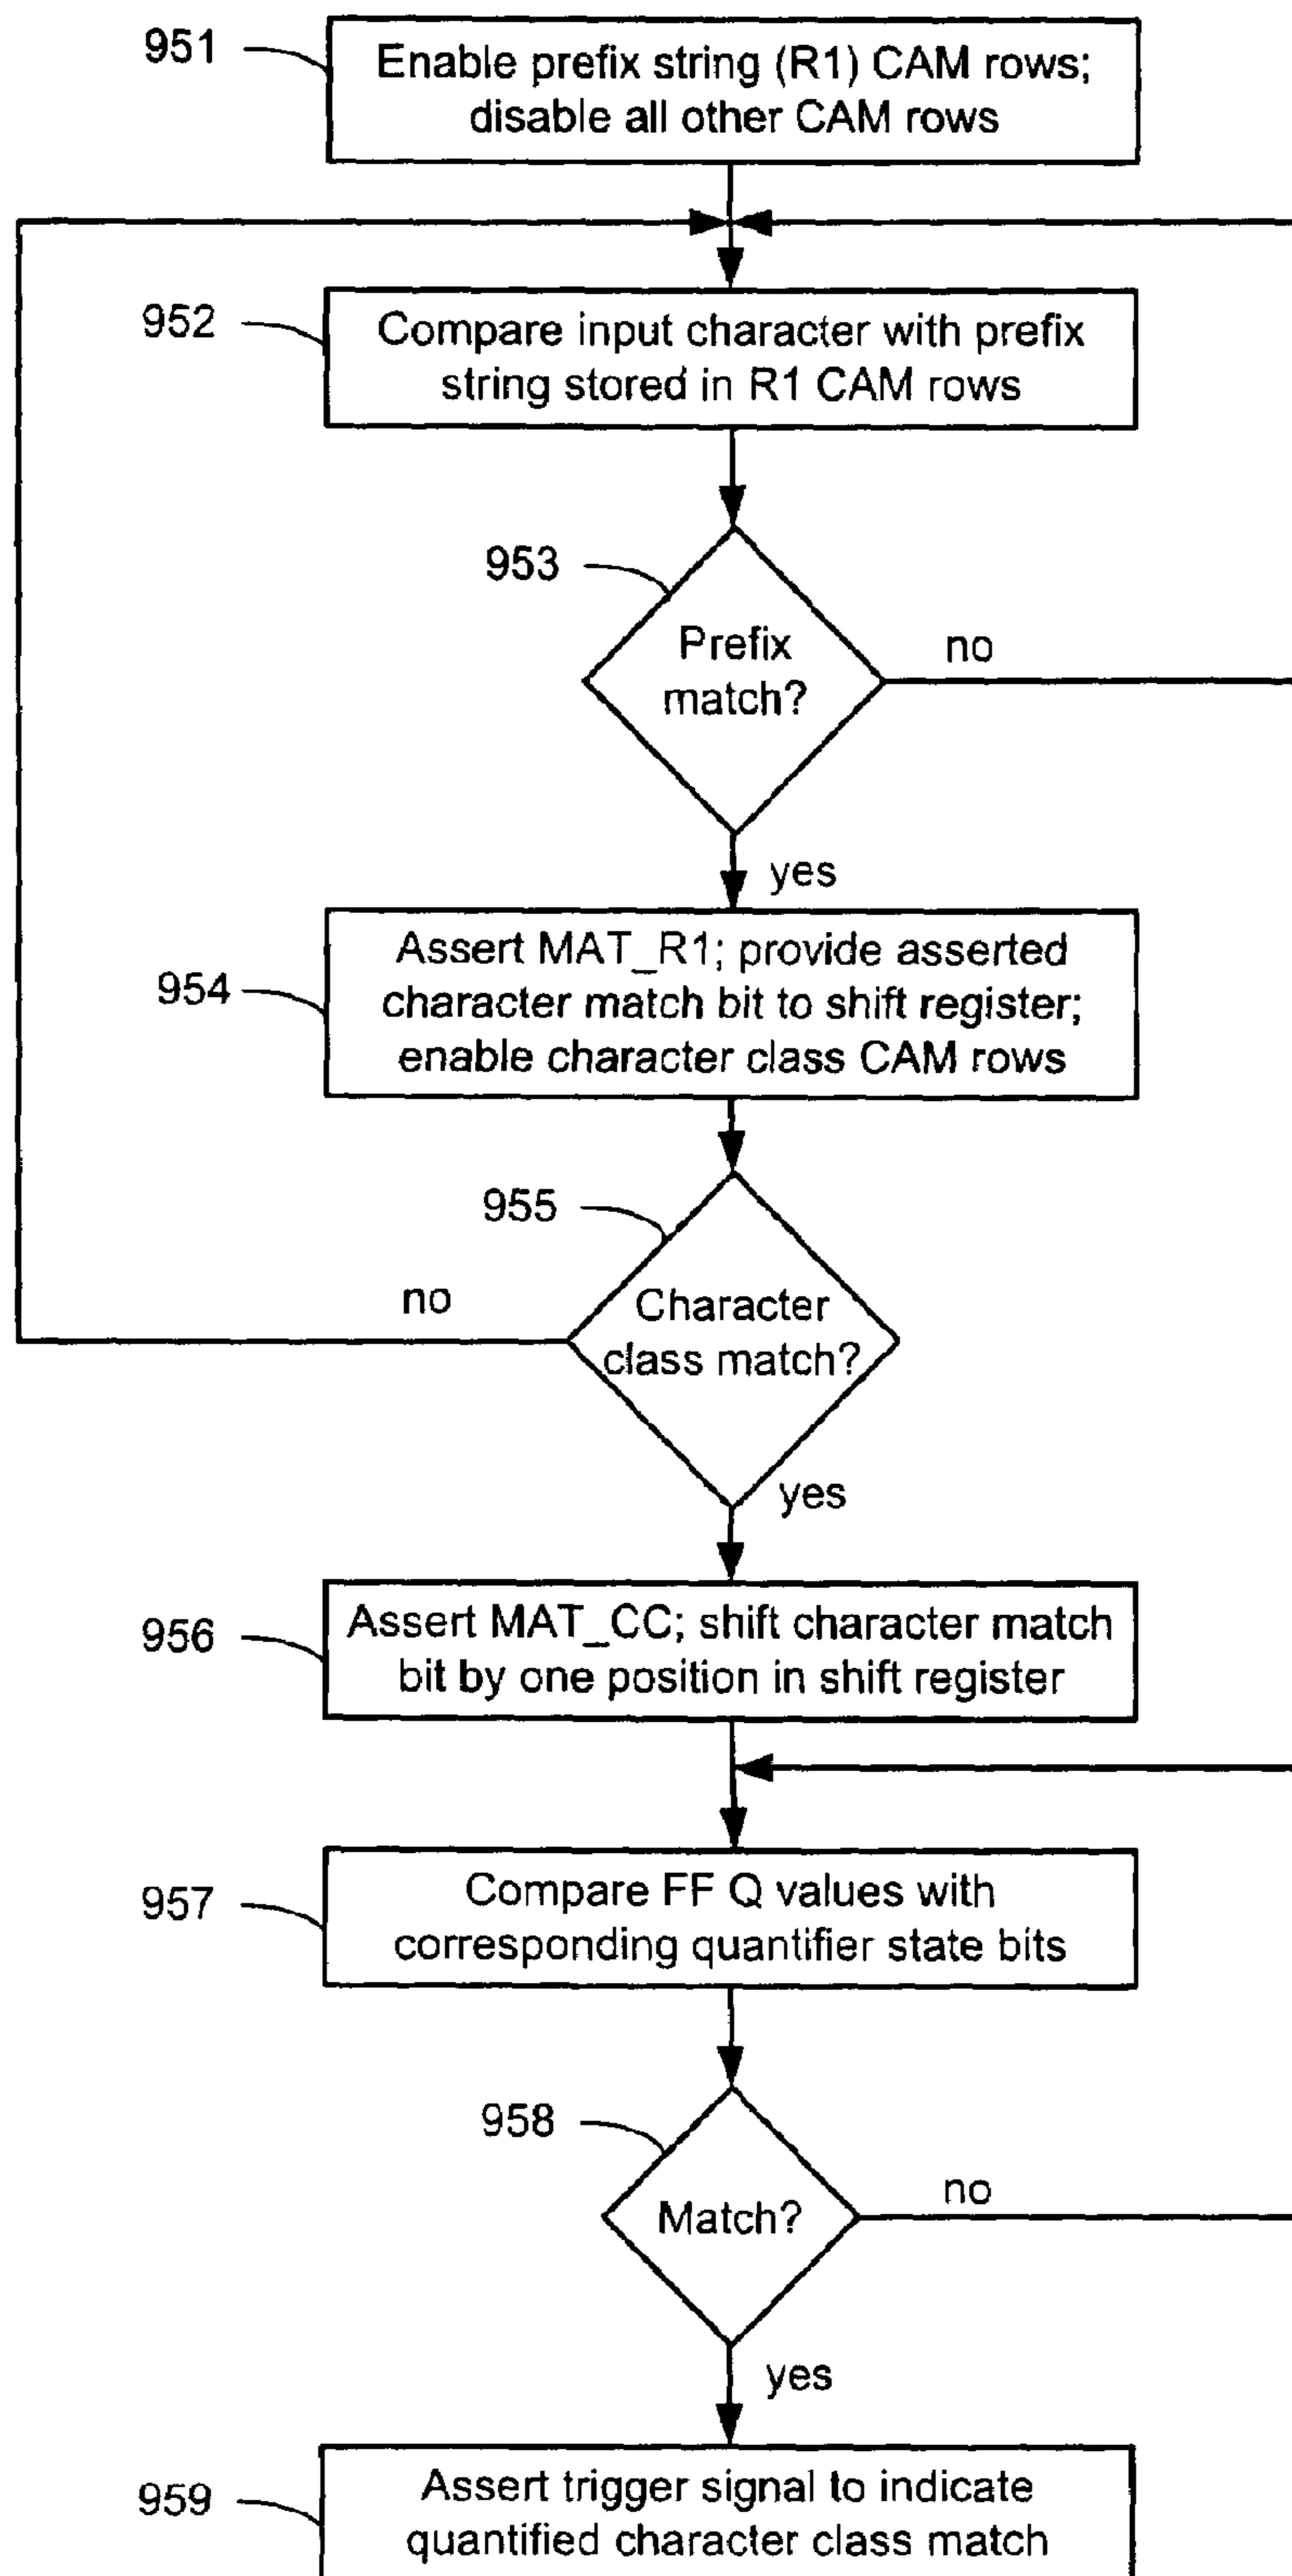 951
Enable prefix string (R1) CAM rows;
disable all other CAM rows
952
Compare input character with prefix
string stored in R1 CAM rows
953
Prefix
match?
no
yes
954
Assert MAT_R1; provide asserted
character match bit to shift register;
enable character class CAM rows
955
no
Character
class match?
yes
956
Assert MAT_CC; shift character match
bit by one position in shift register
957
Compare FF Q values with
corresponding quantifier state bits
958
Match?
no
yes
959
Assert trigger signal to indicate
quantified character class match